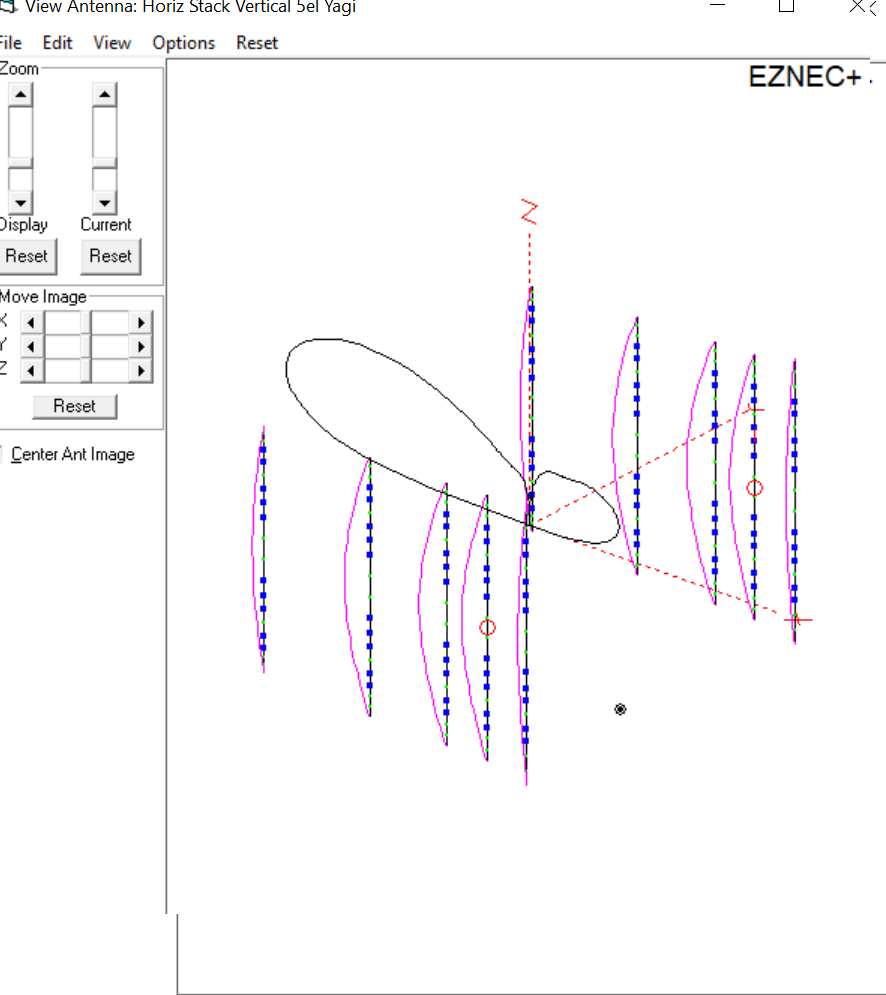 View Antenna: Horiz Stack Vertical 5el Yagi
File Edit View Options Reset
Zoom
EZNEC+
Display Current
Reset Reset
Move Image
X
Y
Z
Reset
Center Ant Image
Z